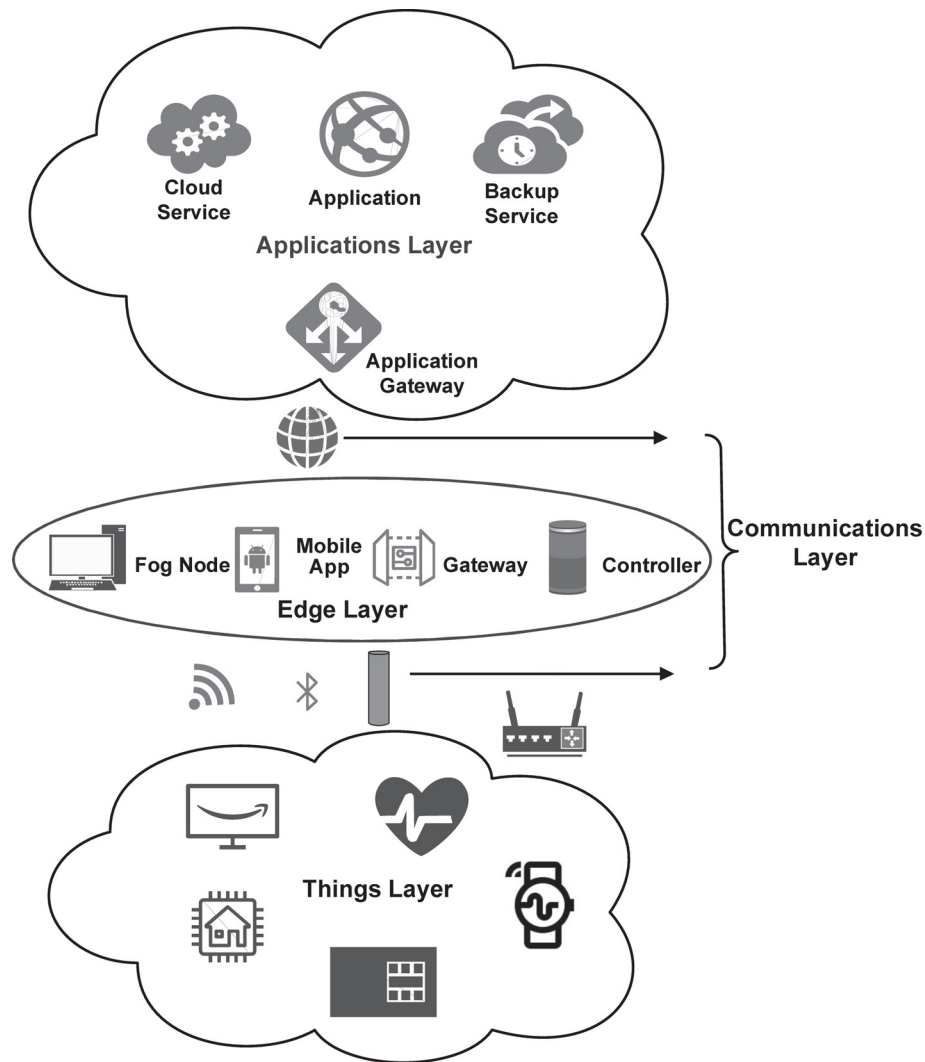 Cloud
Service
Application
Backup
Service
Applications Layer
Application
Gateway
Fog Node
Mobile
App
Gateway
Controller
Edge Layer
Communications
Layer
Things Layer